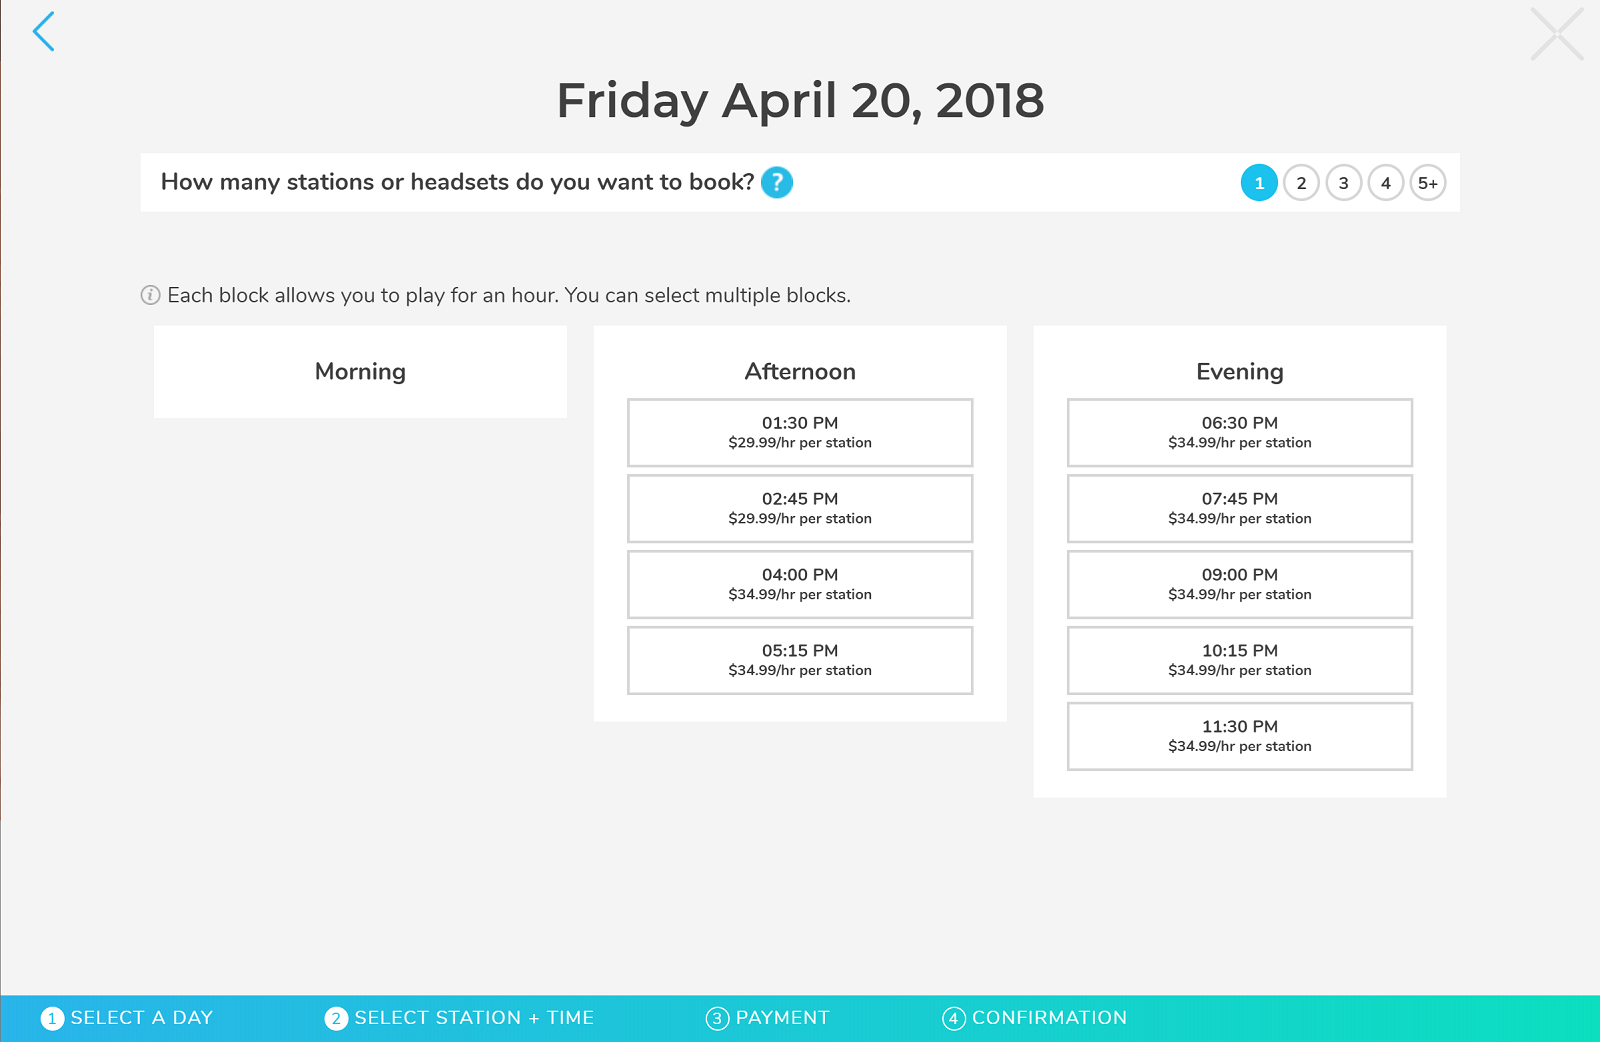 Friday April 20, 2018
How many stations or headsets do you want to book? ?
1 2 3 4 5+
i Each block allows you to play for an hour. You can select multiple blocks.
Morning
Afternoon
01:30 PM
$29.99/hr per station
02:45 PM
$29.99/hr per station
04:00 PM
$34.99/hr per station
05:15 PM
$34.99/hr per station
Evening
06:30 PM
$34.99/hr per station
07:45 PM
$34.99/hr per station
09:00 PM
$34.99/hr per station
10:15 PM
$34.99/hr per station
11:30 PM
$34.99/hr per station
1 SELECT A DAY 2 SELECT STATION + TIME 3 PAYMENT 4 CONFIRMATION